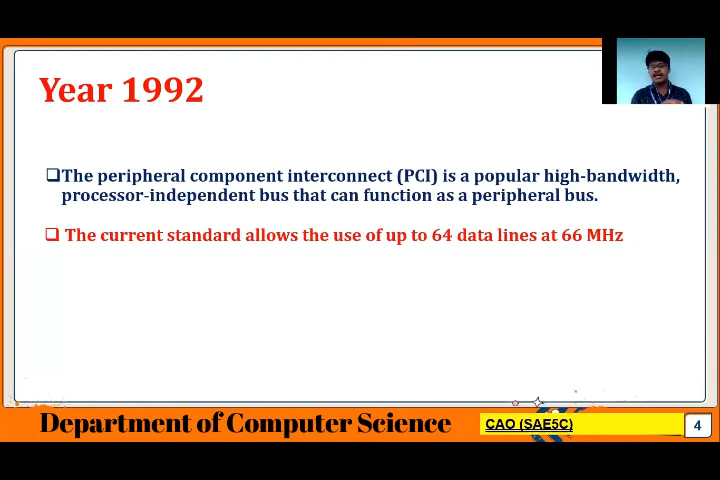 Year 1992
❑The peripheral component interconnect (PCI) is a popular high-bandwidth,
processor-independent bus that can function as a peripheral bus.
❑ The current standard allows the use of up to 64 data lines at 66 MHz
Department of Computer Science
CAO (SAE5C)
4